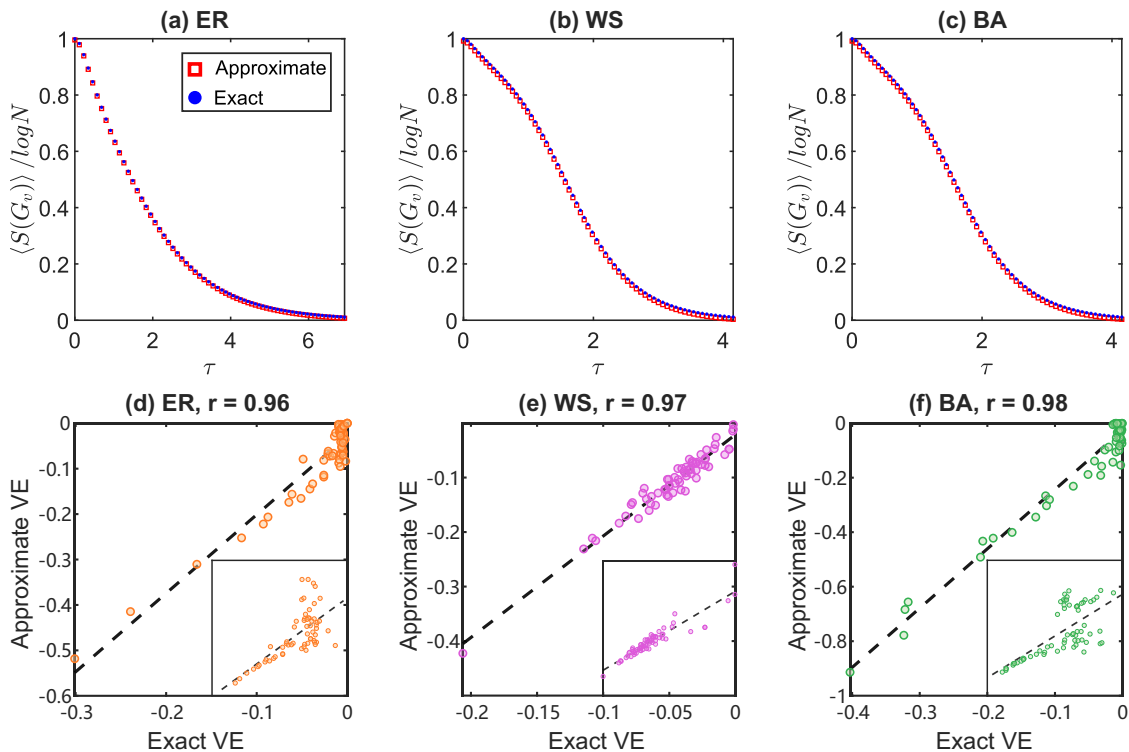 (a) ER
(b) WS
(c) BA
⟨S(G_v)⟩/logN
1
0.8
0.6
0.4
0.2
0
Approximate
Exact
0 2 4 6
τ
⟨S(G_v)⟩/logN
1
0.8
0.6
0.4
0.2
0
0 2 4
τ
⟨S(G_v)⟩/logN
1
0.8
0.6
0.4
0.2
0
0 2 4
τ
(d) ER, r = 0.96
(e) WS, r = 0.97
(f) BA, r = 0.98
Approximate VE
0
-0.1
-0.2
-0.3
-0.4
-0.5
-0.6
-0.3 -0.2 -0.1 0
Exact VE
Approximate VE
0
-0.1
-0.2
-0.3
-0.4
-0.2 -0.15 -0.1 -0.05 0
Exact VE
Approximate VE
0
-0.2
-0.4
-0.6
-0.8
-1
-0.4 -0.3 -0.2 -0.1 0
Exact VE